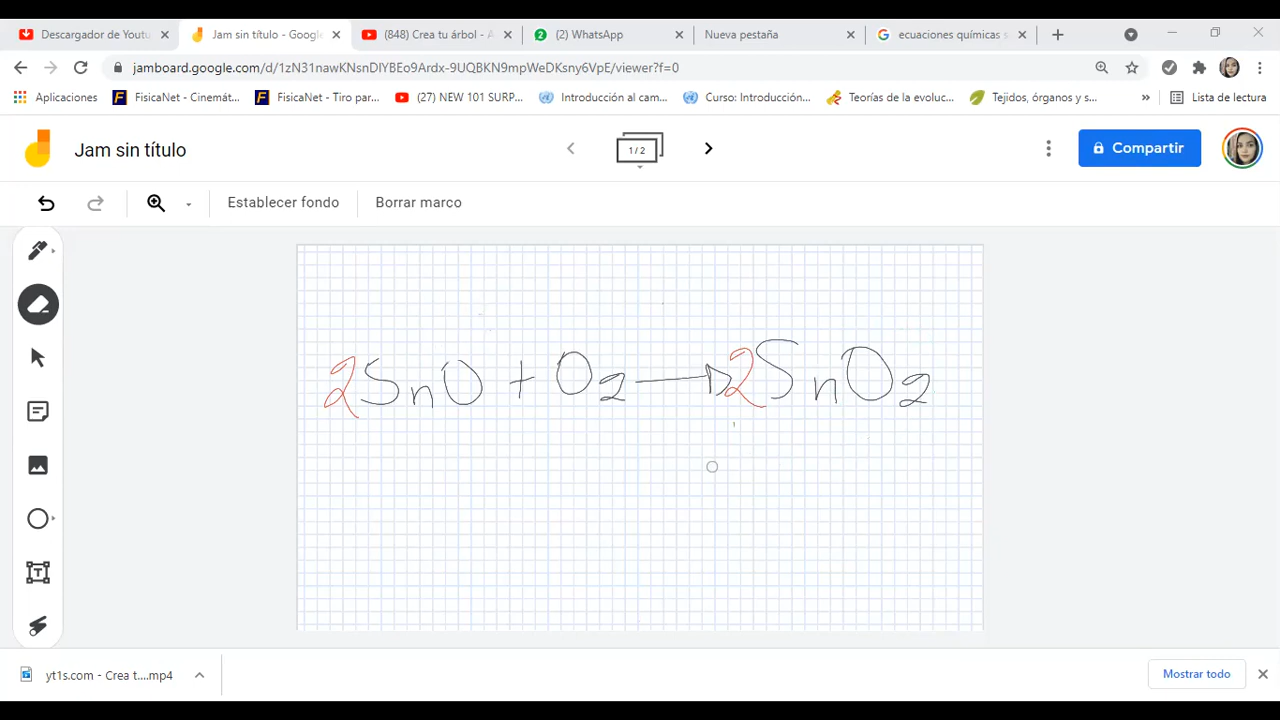 Descargador de Youtu
Jam sin título - Google
(848) Crea tu árbol - A
(2) WhatsApp
Nueva pestaña
ecuaciones químicas s
jamboard.google.com/d/1zN31nawKNsnDIYBEo9Ardx-9UQBKN9mpWeDKsny6VpE/viewer?f=0
Aplicaciones
FisicaNet - Cinemát...
FisicaNet - Tiro par...
(27) NEW 101 SURP...
Introducción al cam...
Curso: Introducción...
Teorías de la evoluc...
Tejidos, órganos y s...
»
Lista de lectura
Jam sin título
1 / 2
Compartir
Establecer fondo
Borrar marco
2SnO + O2 → 2SnO2
yt1s.com - Crea t....mp4
Mostrar todo